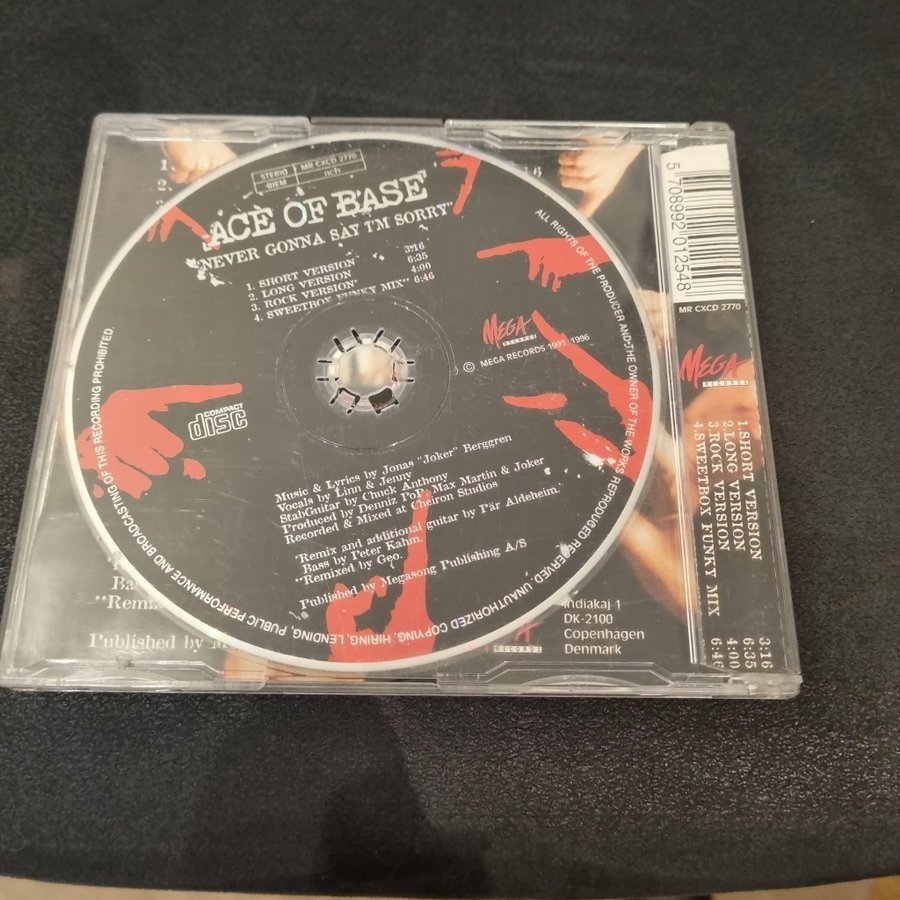 STEREO MR CXCD 2770
BIEM ncb
ACE OF BASE
"NEVER GONNA SAY I'M SORRY"
1. SHORT VERSION 3:16
2. LONG VERSION 6:35
3. ROCK VERSION* 4:00
4. SWEETBOX FUNKY MIX** 6:46
MEGA
RECORDS
© MEGA RECORDS 1995, 1996
COMPACT
disc
Music & Lyrics by Jonas "Joker" Berggren
Vocals by Linn & Jenny
StabGuitar by Chuck Anthony
Produced by Denniz PoP, Max Martin & Joker
Recorded & Mixed at Cheiron Studios
*Remix and additional guitar by Pär Aldeheim.
Bass by Peter Kahm.
**Remixed by Geo.
Published by Megasong Publishing A/S
ALL RIGHTS OF THE PRODUCER AND THE OWNER OF THE WORKS REPRODUCED RESERVED. UNAUTHORIZED COPYING, HIRING, LENDING, PUBLIC PERFORMANCE AND BROADCASTING OF THIS RECORDING PROHIBITED.
1.
Ba
**Remix
Published by M
RECORDS
Indiakaj 1
DK-2100
Copenhagen
Denmark
5 708992 012548
MR CXCD 2770
MEGA
RECORDS
1.SHORT VERSION 3:16
2.LONG VERSION 6:35
3.ROCK VERSION 4:00
4.SWEETBOX FUNKY MIX 6:46